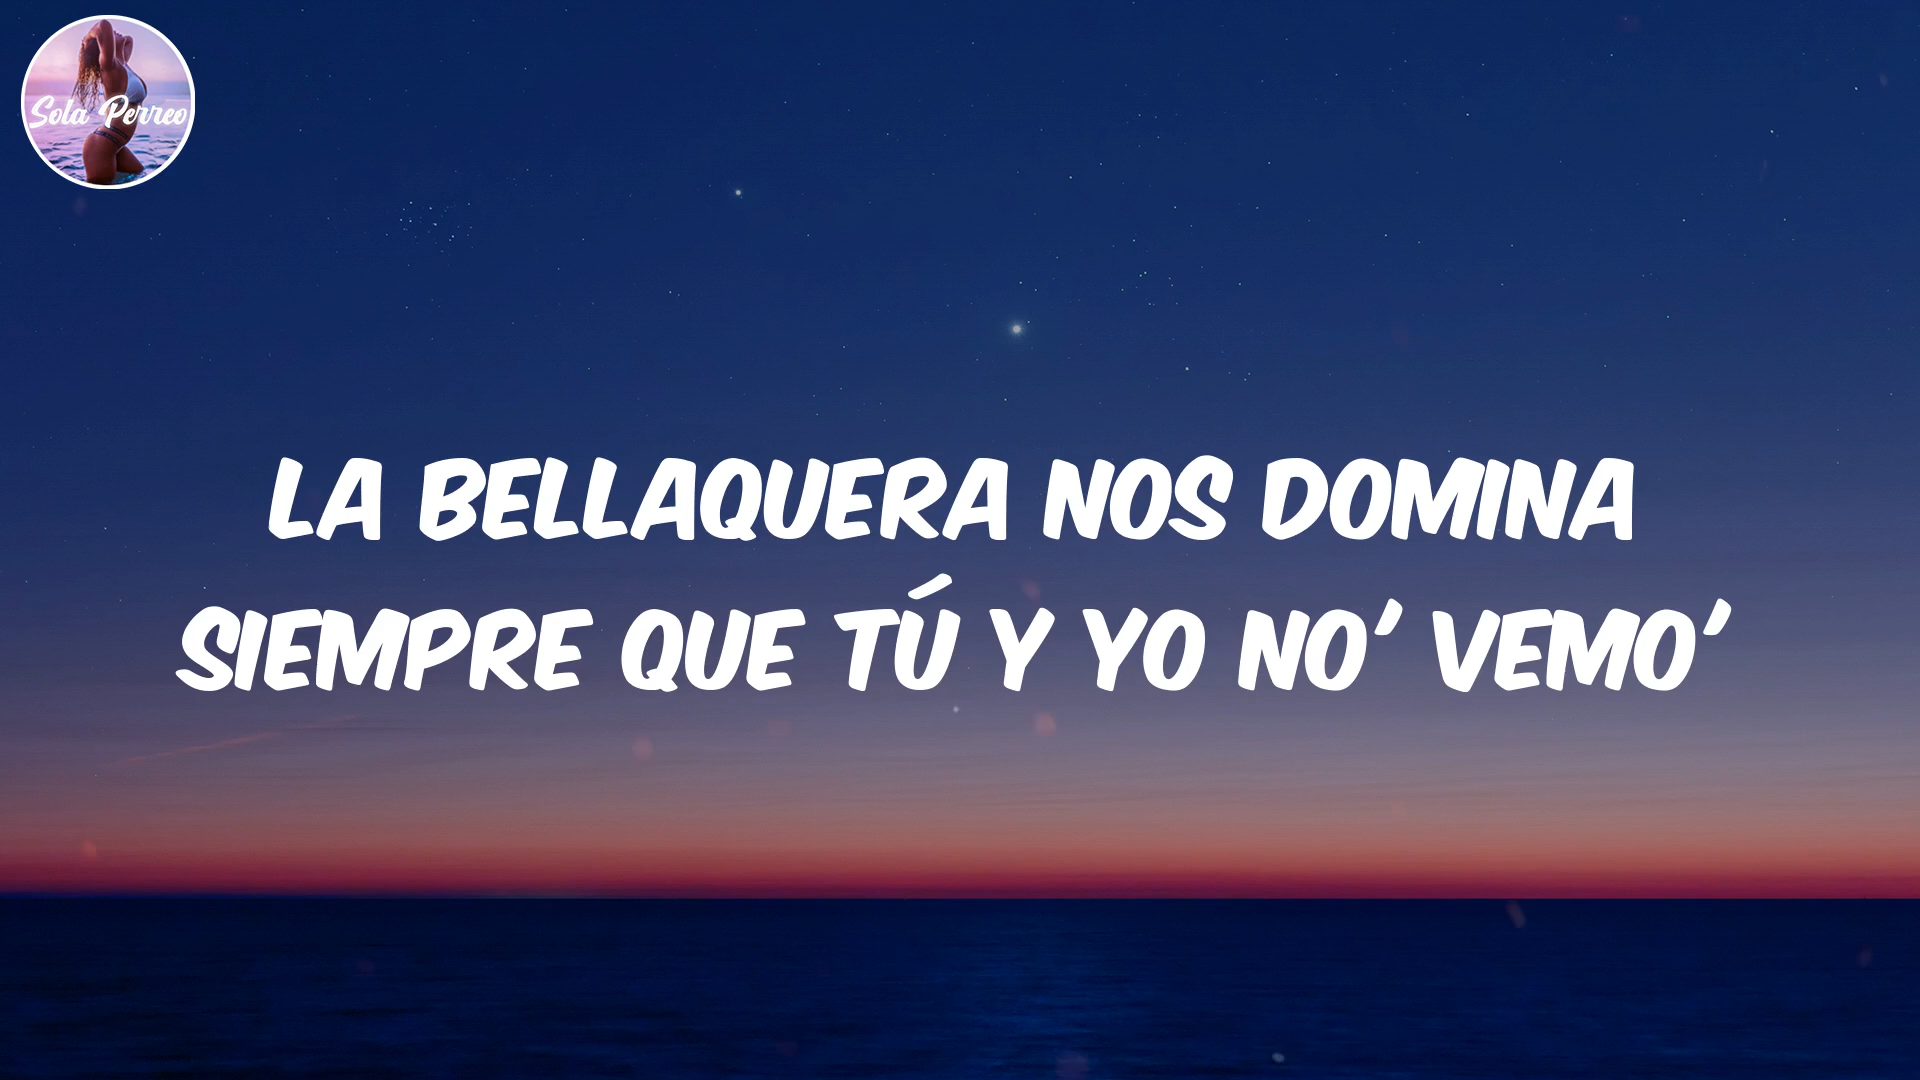 Sola Perreo
LA BELLAQUERA NOS DOMINA
SIEMPRE QUE TÚ Y YO NO' VEMO'